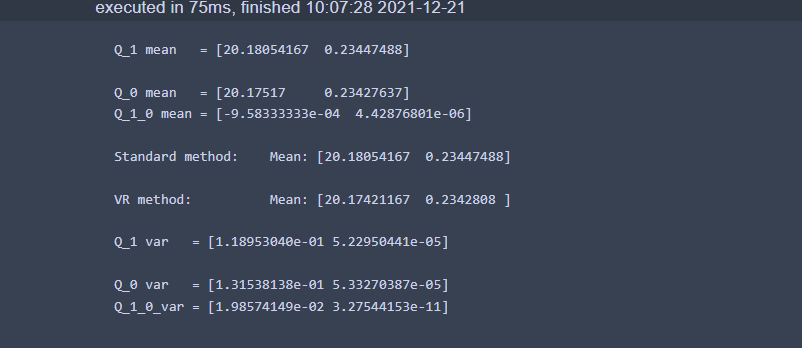 executed in 75ms, finished 10:07:28 2021-12-21
Q_1 mean   = [20.18054167  0.23447488]
Q_0 mean   = [20.17517     0.23427637]
Q_1_0 mean = [-9.58333333e-04  4.42876801e-06]
Standard method:    Mean: [20.18054167  0.23447488]
VR method:          Mean: [20.17421167  0.2342808 ]
Q_1 var   = [1.18953040e-01 5.22950441e-05]
Q_0 var   = [1.31538138e-01 5.33270387e-05]
Q_1_0_var = [1.98574149e-02 3.27544153e-11]